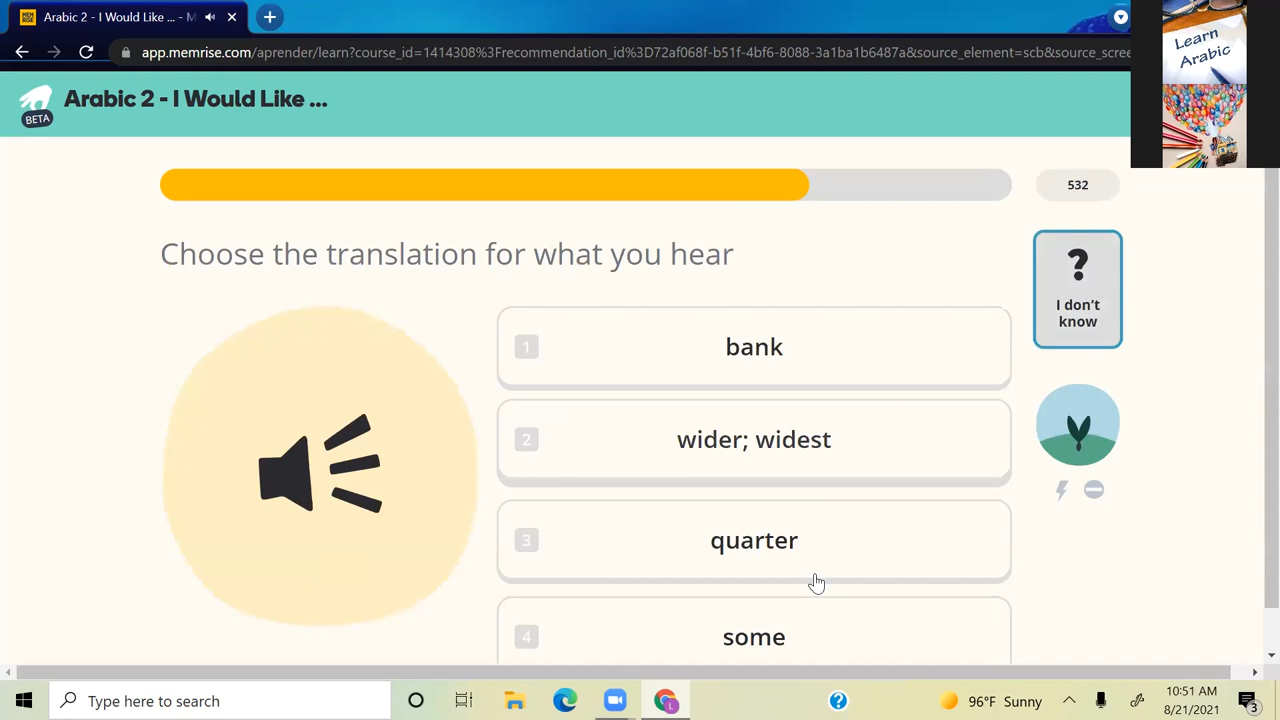 Arabic 2 - I Would Like ... - M
app.memrise.com/aprender/learn?course_id=1414308%3Frecommendation_id%3D72af068f-b51f-4bf6-8088-3a1ba1b6487a&source_element=scb&source_scree
Learn
Arabic
BETA
Arabic 2 - I Would Like ...
532
Choose the translation for what you hear
?
I don't
know
1 bank
2 wider; widest
3 quarter
4 some
Type here to search
96°F Sunny
10:51 AM
8/21/2021
3